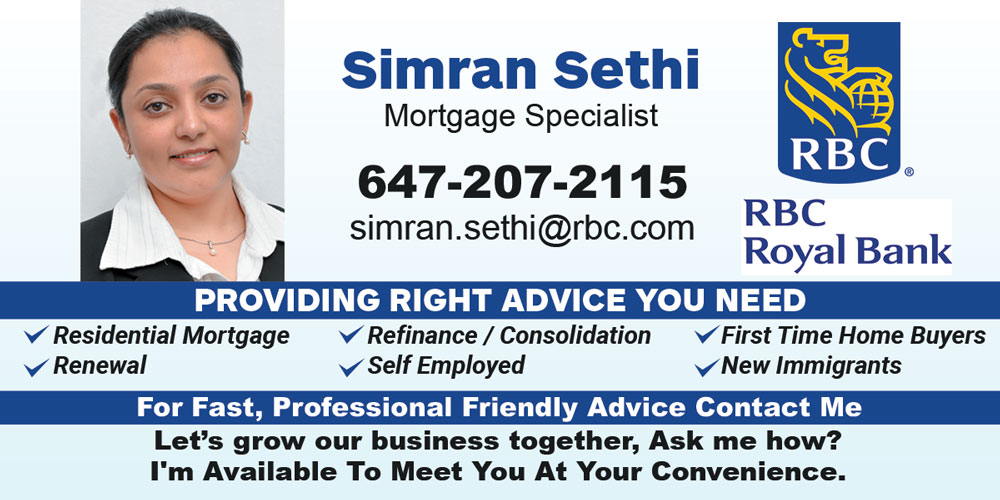 Simran Sethi
Mortgage Specialist
647-207-2115
simran.sethi@rbc.com
RBC
®
RBC
Royal Bank
PROVIDING RIGHT ADVICE YOU NEED
Residential Mortgage
Refinance / Consolidation
First Time Home Buyers
Renewal
Self Employed
New Immigrants
For Fast, Professional Friendly Advice Contact Me
Let’s grow our business together, Ask me how?
I'm Available To Meet You At Your Convenience.